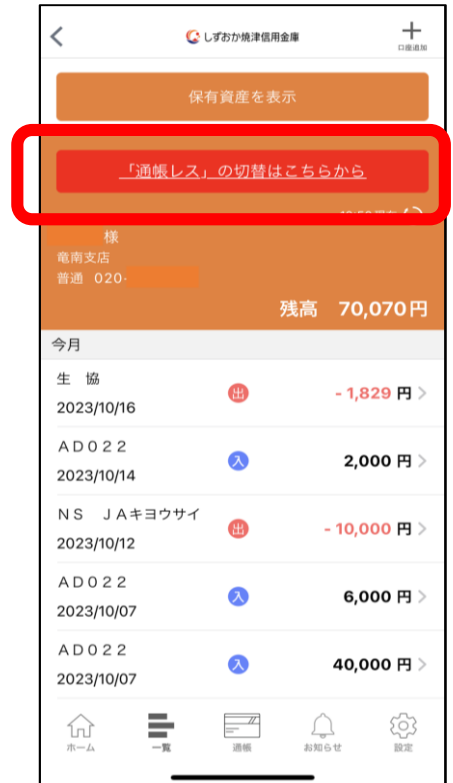 しずおか焼津信用金庫
口座追加
保有資産を表示
「通帳レス」の切替はこちらから
様
竜南支店
普通 020-
残高 70,070円
今月
生 協
出
- 1,829 円
2023/10/16
AD022
入
2,000 円
2023/10/14
NS JAキヨウサイ
出
- 10,000 円
2023/10/12
AD022
入
6,000 円
2023/10/07
AD022
入
40,000 円
2023/10/07
ホーム
一覧
通帳
お知らせ
設定